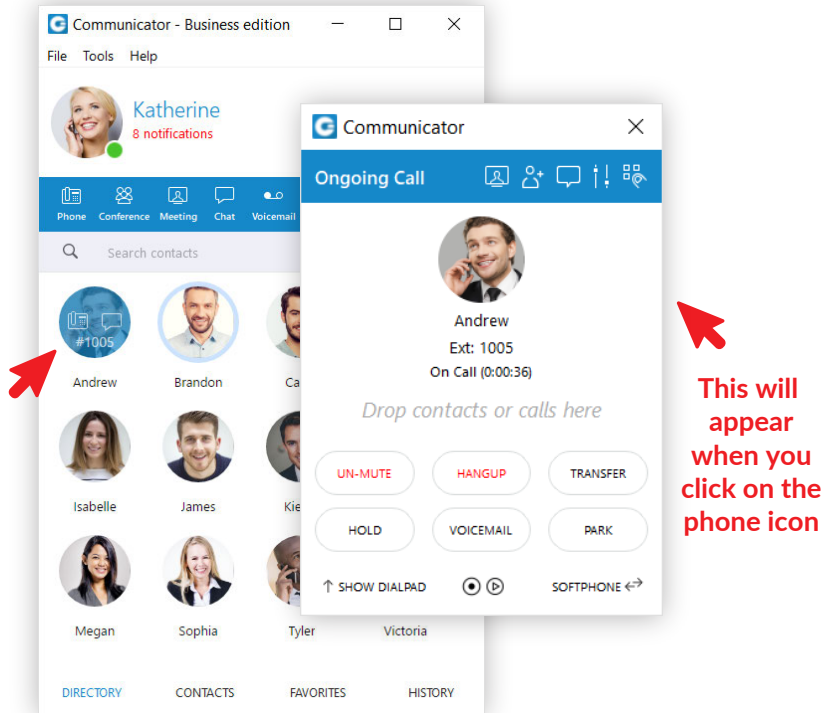 Communicator - Business edition
File Tools Help
Katherine
8 notifications
Phone Conference Meeting Chat Voicemail
Search contacts
#1005
Andrew Brandon Ca
Isabelle James Kie
Megan Sophia Tyler Victoria
DIRECTORY CONTACTS FAVORITES HISTORY
Communicator
Ongoing Call
Andrew
Ext: 1005
On Call (0:00:36)
Drop contacts or calls here
UN-MUTE HANGUP TRANSFER
HOLD VOICEMAIL PARK
SHOW DIALPAD SOFTPHONE
This will
appear
when you
click on the
phone icon